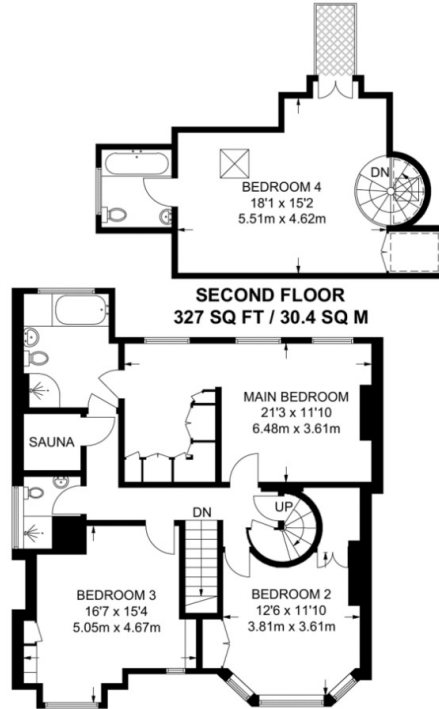 DN
BEDROOM 4
18'1 x 15'2
5.51m x 4.62m
SECOND FLOOR
327 SQ FT / 30.4 SQ M
MAIN BEDROOM
21'3 x 11'10
6.48m x 3.61m
SAUNA
DN
UP
BEDROOM 3
16'7 x 15'4
5.05m x 4.67m
BEDROOM 2
12'6 x 11'10
3.81m x 3.61m